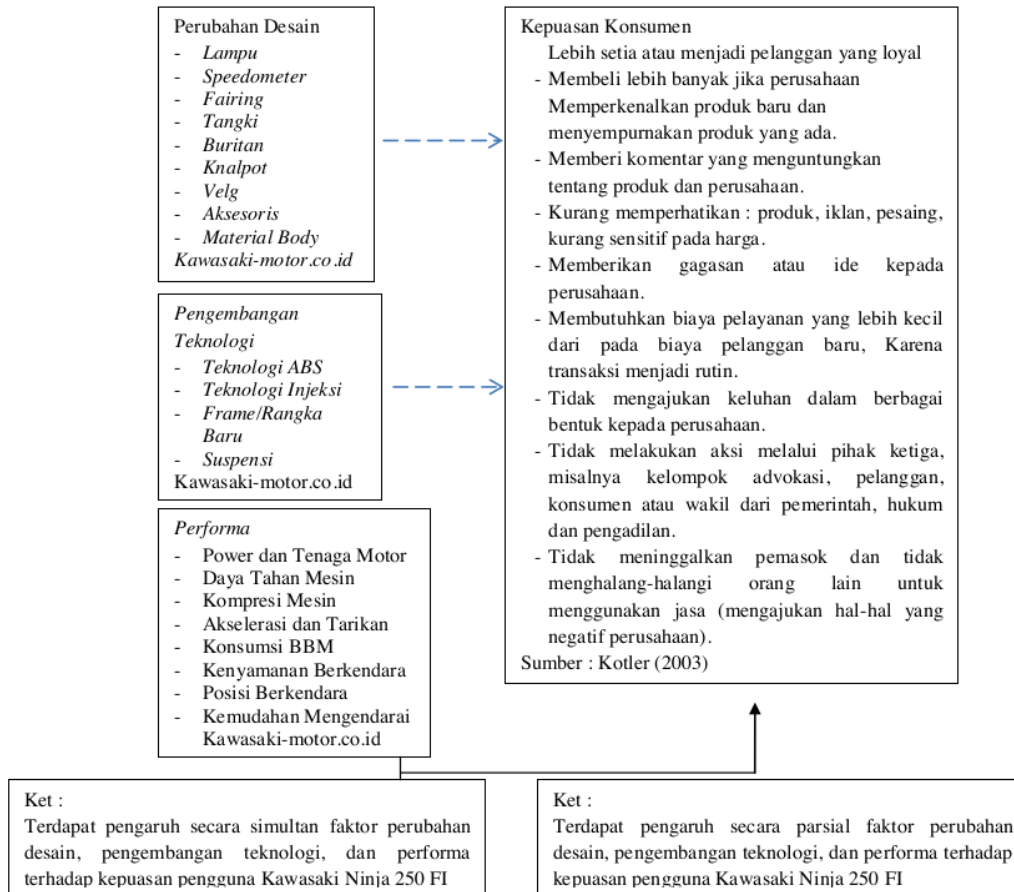 Perubahan Desain
- Lampu
- Speedometer
- Fairing
- Tangki
- Buritan
- Knalpot
- Velg
- Aksesoris
- Material Body
Kawasaki-motor.co.id
Pengembangan
Teknologi
- Teknologi ABS
- Teknologi Injeksi
- Frame/Rangka
Baru
- Suspensi
Kawasaki-motor.co.id
Performa
- Power dan Tenaga Motor
- Daya Tahan Mesin
- Kompresi Mesin
- Akselerasi dan Tarikan
- Konsumsi BBM
- Kenyamanan Berkendara
- Posisi Berkendara
- Kemudahan Mengendarai
Kawasaki-motor.co.id
Kepuasan Konsumen
Lebih setia atau menjadi pelanggan yang loyal
- Membeli lebih banyak jika perusahaan
Memperkenalkan produk baru dan
menyempurnakan produk yang ada.
- Memberi komentar yang menguntungkan
tentang produk dan perusahaan.
- Kurang memperhatikan : produk, iklan, pesaing,
kurang sensitif pada harga.
- Memberikan gagasan atau ide kepada
perusahaan.
- Membutuhkan biaya pelayanan yang lebih kecil
dari pada biaya pelanggan baru, Karena
transaksi menjadi rutin.
- Tidak mengajukan keluhan dalam berbagai
bentuk kepada perusahaan.
- Tidak melakukan aksi melalui pihak ketiga,
misalnya kelompok advokasi, pelanggan,
konsumen atau wakil dari pemerintah, hukum
dan pengadilan.
- Tidak meninggalkan pemasok dan tidak
menghalang-halangi orang lain untuk
menggunakan jasa (mengajukan hal-hal yang
negatif perusahaan).
Sumber : Kotler (2003)
Ket :
Terdapat pengaruh secara simultan faktor perubahan
desain, pengembangan teknologi, dan performa
terhadap kepuasan pengguna Kawasaki Ninja 250 FI
Ket :
Terdapat pengaruh secara parsial faktor perubahan
desain, pengembangan teknologi, dan performa terhadap
kepuasan pengguna Kawasaki Ninja 250 FI